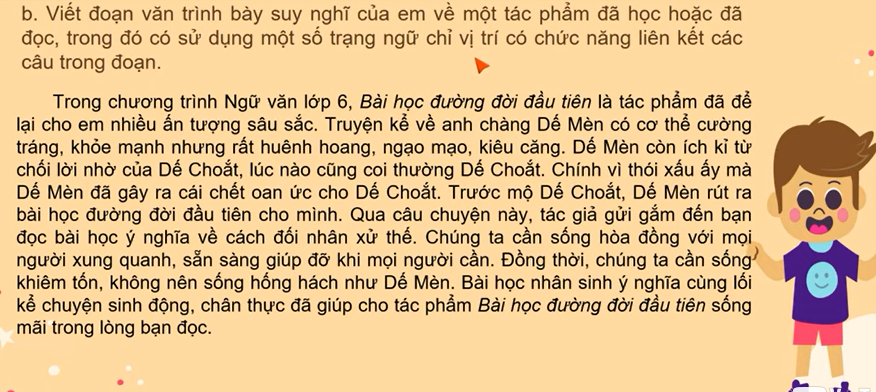 b. Viết đoạn văn trình bày suy nghĩ của em về một tác phẩm đã học hoặc đã
đọc, trong đó có sử dụng một số trạng ngữ chỉ vị trí có chức năng liên kết các
câu trong đoạn.
Trong chương trình Ngữ văn lớp 6, Bài học đường đời đầu tiên là tác phẩm đã để
lại cho em nhiều ấn tượng sâu sắc. Truyện kể về anh chàng Dế Mèn có cơ thể cường
tráng, khỏe mạnh nhưng rất huênh hoang, ngạo mạo, kiêu căng. Dế Mèn còn ích kỉ từ
chối lời nhờ của Dế Choắt, lúc nào cũng coi thường Dế Choắt. Chính vì thói xấu ấy mà
Dế Mèn đã gây ra cái chết oan ức cho Dế Choắt. Trước mộ Dế Choắt, Dế Mèn rút ra
bài học đường đời đầu tiên cho mình. Qua câu chuyện này, tác giả gửi gắm đến bạn
đọc bài học ý nghĩa về cách đối nhân xử thế. Chúng ta cần sống hòa đồng với mọi
người xung quanh, sẵn sàng giúp đỡ khi mọi người cần. Đồng thời, chúng ta cần sống
khiêm tốn, không nên sống hống hách như Dế Mèn. Bài học nhân sinh ý nghĩa cùng lối
kể chuyện sinh động, chân thực đã giúp cho tác phẩm Bài học đường đời đầu tiên sống
mãi trong lòng bạn đọc.